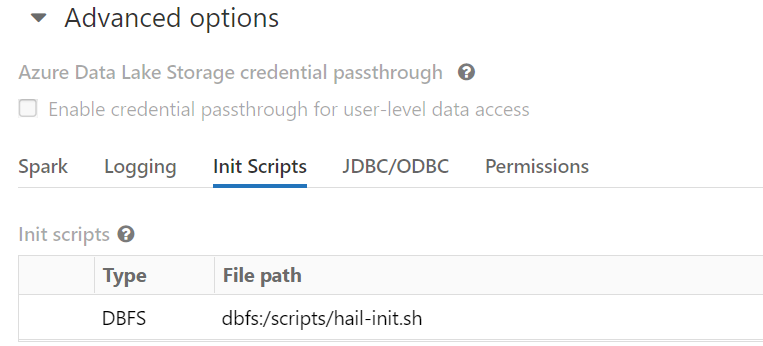 Advanced options
Azure Data Lake Storage credential passthrough ?
Enable credential passthrough for user-level data access
Spark Logging Init Scripts JDBC/ODBC Permissions
Init scripts ?
Type File path
DBFS dbfs:/scripts/hail-init.sh